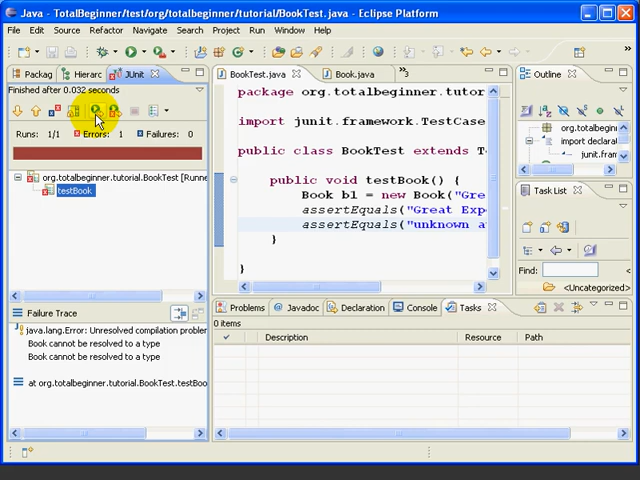 Java - TotalBeginner/test/org/totalbeginner/tutorial/BookTest.java - Eclipse Platform
File Edit Source Refactor Navigate Search Project Run Window Help
Packag Hierarc JUnit
Finished after 0.032 seconds
Runs: 1/1 Errors: 1 Failures: 0
org.totalbeginner.tutorial.BookTest [Runne
testBook
Failure Trace
java.lang.Error: Unresolved compilation problem
Book cannot be resolved to a type
Book cannot be resolved to a type
at org.totalbeginner.tutorial.BookTest.testBoo
BookTest.java Book.java 3
package org.totalbeginner.tutor
import junit.framework.TestCase
public class BookTest extends T
public void testBook() {
Book b1 = new Book("Gre
assertEquals("Great Exp
assertEquals("unknown a
}
}
Outline
org.totalbeginn
import declarat
junit.fram
Task List
Find:
(Uncategorized)
Problems Javadoc Declaration Console Tasks
0 items
Description Resource Path